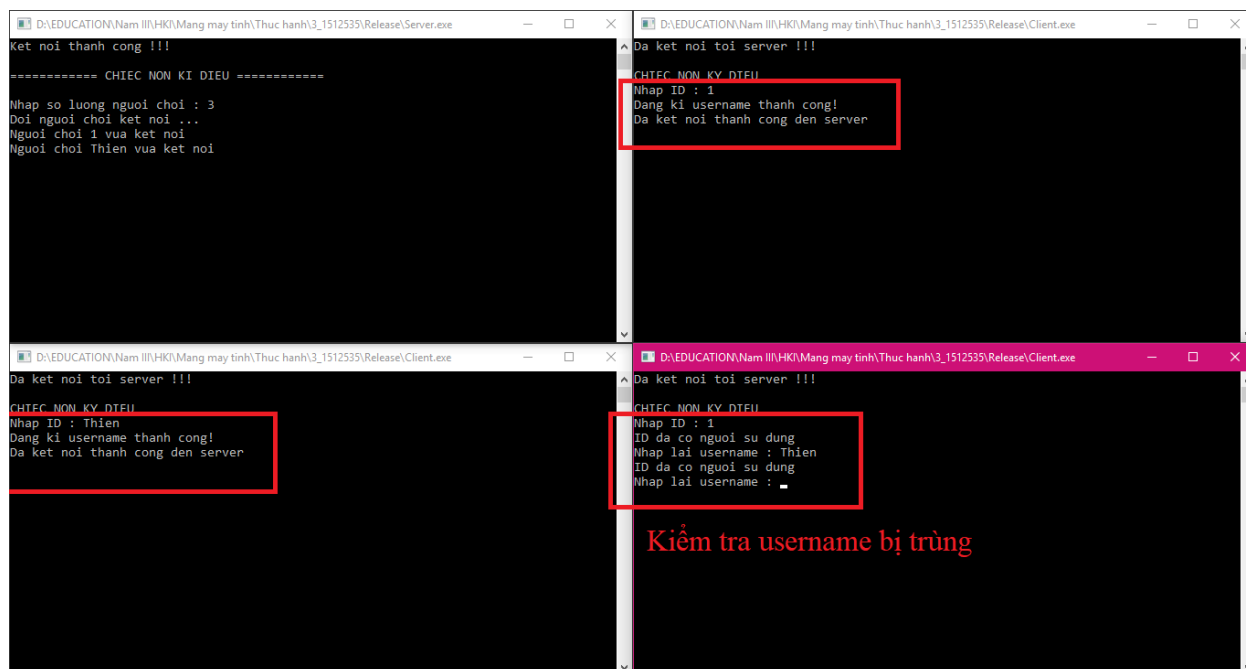 D:\EDUCATION\Nam III\HKI\Mang may tinh\Thuc hanh\3_1512535\Release\Server.exe
Ket noi thanh cong !!!
============ CHIEC NON KI DIEU ============
Nhap so luong nguoi choi : 3
Doi nguoi choi ket noi ...
Nguoi choi 1 vua ket noi
Nguoi choi Thien vua ket noi
D:\EDUCATION\Nam III\HKI\Mang may tinh\Thuc hanh\3_1512535\Release\Client.exe
Da ket noi toi server !!!
CHIEC NON KY DIEU
Nhap ID : 1
Dang ki username thanh cong!
Da ket noi thanh cong den server
D:\EDUCATION\Nam III\HKI\Mang may tinh\Thuc hanh\3_1512535\Release\Client.exe
Da ket noi toi server !!!
CHIEC NON KY DIEU
Nhap ID : Thien
Dang ki username thanh cong!
Da ket noi thanh cong den server
D:\EDUCATION\Nam III\HKI\Mang may tinh\Thuc hanh\3_1512535\Release\Client.exe
Da ket noi toi server !!!
CHIEC NON KY DIEU
Nhap ID : 1
ID da co nguoi su dung
Nhap lai username : Thien
ID da co nguoi su dung
Nhap lai username :
Kiểm tra username bị trùng